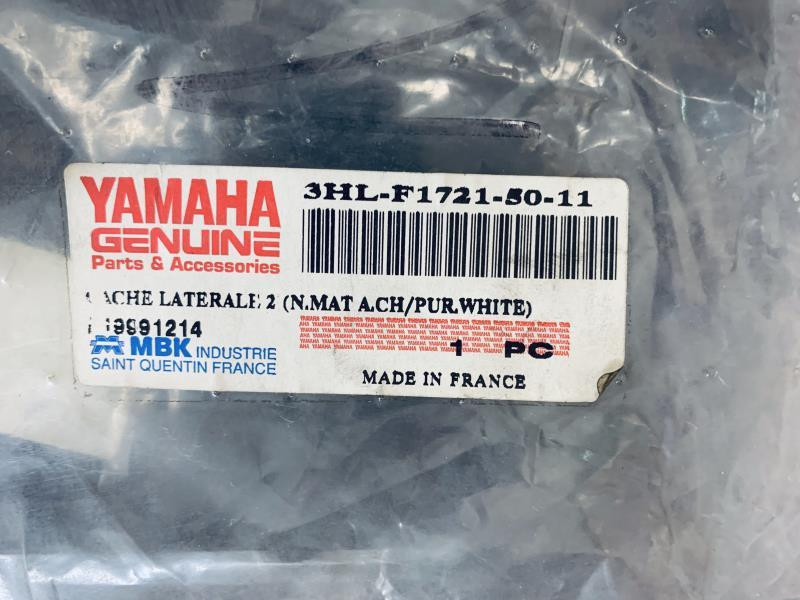 YAMAHA
GENUINE
Parts & Accessories
3HL-F1721-50-11
CACHE LATERALE 2 (N.MAT A.CH/PUR.WHITE)
19991214
MBK INDUSTRIE
SAINT QUENTIN FRANCE
1 PC
MADE IN FRANCE